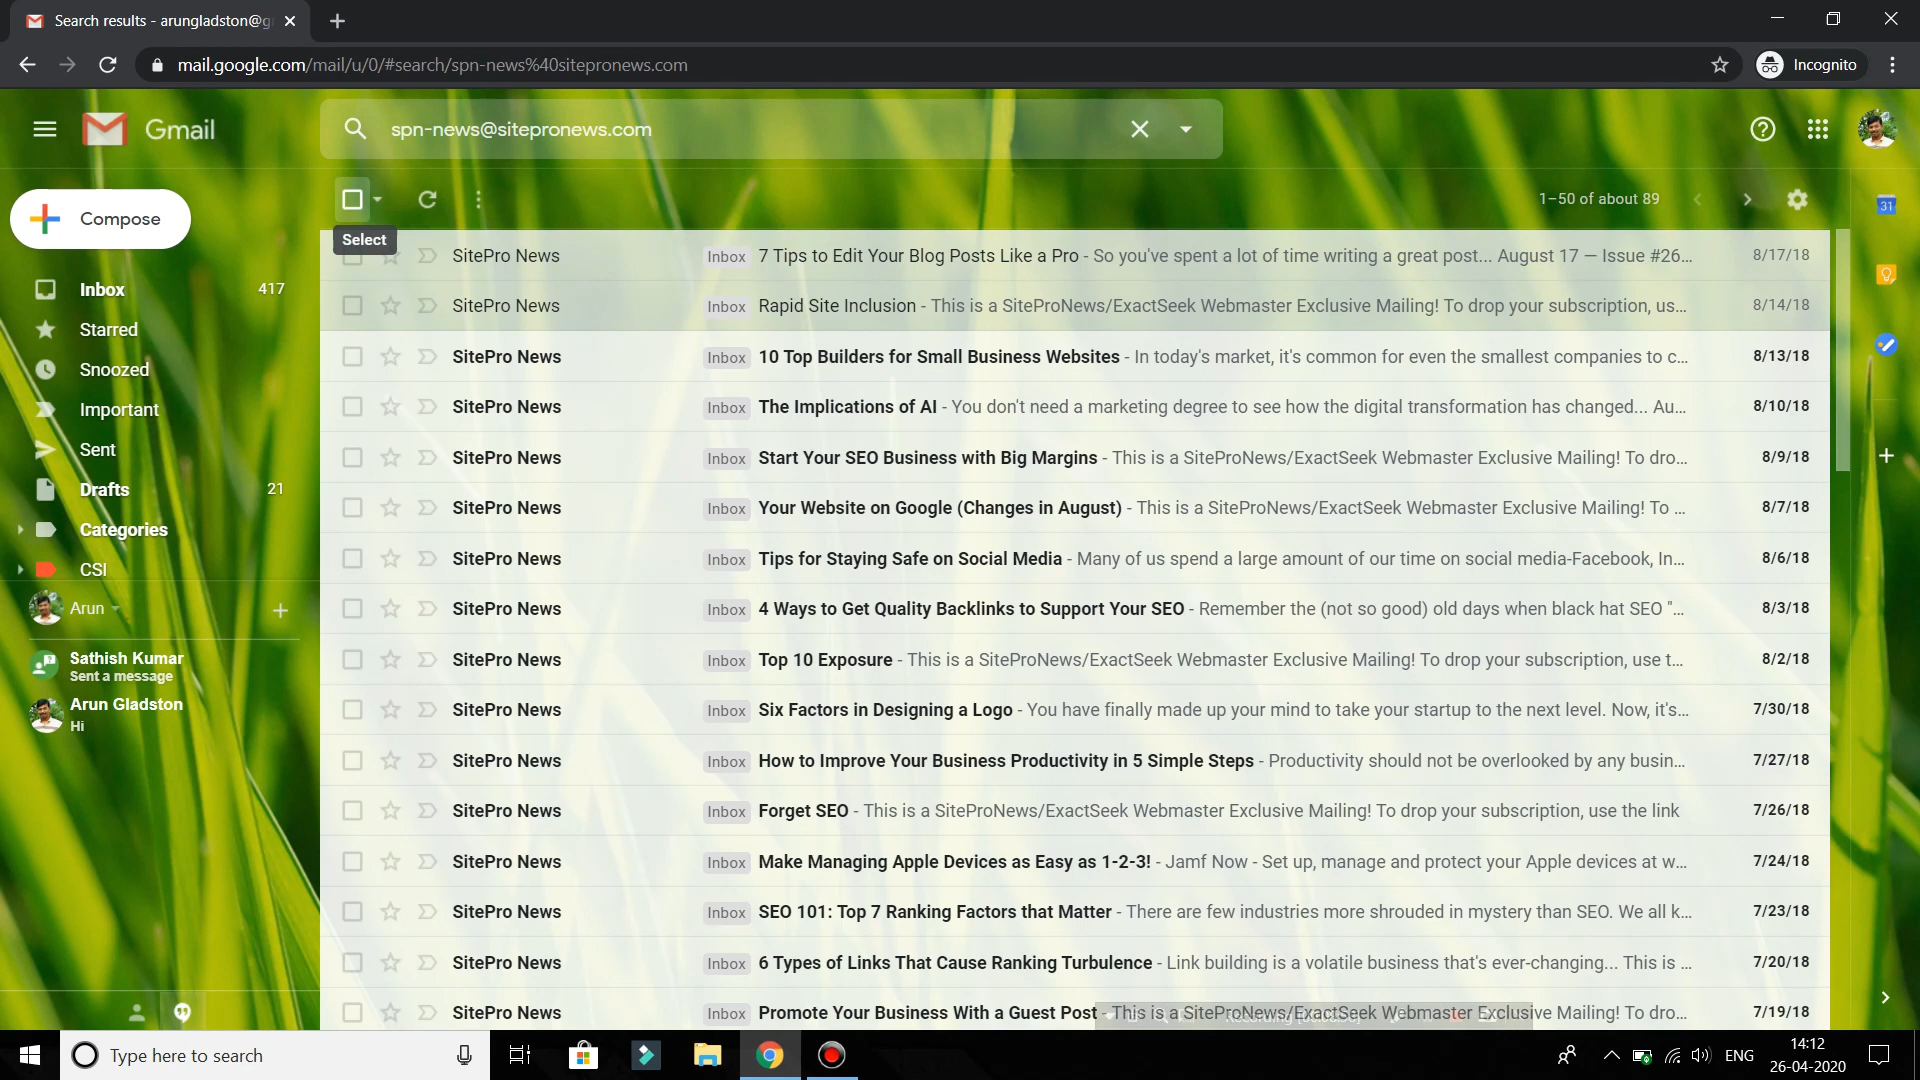 Search results - arungladston@g
mail.google.com/mail/u/0/#search/spn-news%40sitepronews.com
Incognito
Gmail
spn-news@sitepronews.com
Compose
1–50 of about 89
31
Select
Inbox 417
Starred
Snoozed
Important
Sent
Drafts 21
Categories
CSI
Arun
Sathish Kumar
Sent a message
Arun Gladston
Hi
SitePro News Inbox 7 Tips to Edit Your Blog Posts Like a Pro - So you've spent a lot of time writing a great post... August 17 — Issue #26... 8/17/18
SitePro News Inbox Rapid Site Inclusion - This is a SiteProNews/ExactSeek Webmaster Exclusive Mailing! To drop your subscription, us... 8/14/18
SitePro News Inbox 10 Top Builders for Small Business Websites - In today's market, it's common for even the smallest companies to c... 8/13/18
SitePro News Inbox The Implications of AI - You don't need a marketing degree to see how the digital transformation has changed... Au... 8/10/18
SitePro News Inbox Start Your SEO Business with Big Margins - This is a SiteProNews/ExactSeek Webmaster Exclusive Mailing! To dro... 8/9/18
SitePro News Inbox Your Website on Google (Changes in August) - This is a SiteProNews/ExactSeek Webmaster Exclusive Mailing! To ... 8/7/18
SitePro News Inbox Tips for Staying Safe on Social Media - Many of us spend a large amount of our time on social media-Facebook, In... 8/6/18
SitePro News Inbox 4 Ways to Get Quality Backlinks to Support Your SEO - Remember the (not so good) old days when black hat SEO "... 8/3/18
SitePro News Inbox Top 10 Exposure - This is a SiteProNews/ExactSeek Webmaster Exclusive Mailing! To drop your subscription, use t... 8/2/18
SitePro News Inbox Six Factors in Designing a Logo - You have finally made up your mind to take your startup to the next level. Now, it's... 7/30/18
SitePro News Inbox How to Improve Your Business Productivity in 5 Simple Steps - Productivity should not be overlooked by any busin... 7/27/18
SitePro News Inbox Forget SEO - This is a SiteProNews/ExactSeek Webmaster Exclusive Mailing! To drop your subscription, use the link 7/26/18
SitePro News Inbox Make Managing Apple Devices as Easy as 1-2-3! - Jamf Now - Set up, manage and protect your Apple devices at w... 7/24/18
SitePro News Inbox SEO 101: Top 7 Ranking Factors that Matter - There are few industries more shrouded in mystery than SEO. We all k... 7/23/18
SitePro News Inbox 6 Types of Links That Cause Ranking Turbulence - Link building is a volatile business that's ever-changing... This is ... 7/20/18
SitePro News Inbox Promote Your Business With a Guest Post - This is a SiteProNews/ExactSeek Webmaster Exclusive Mailing! To dro... 7/19/18
Type here to search
ENG
14:12
26-04-2020